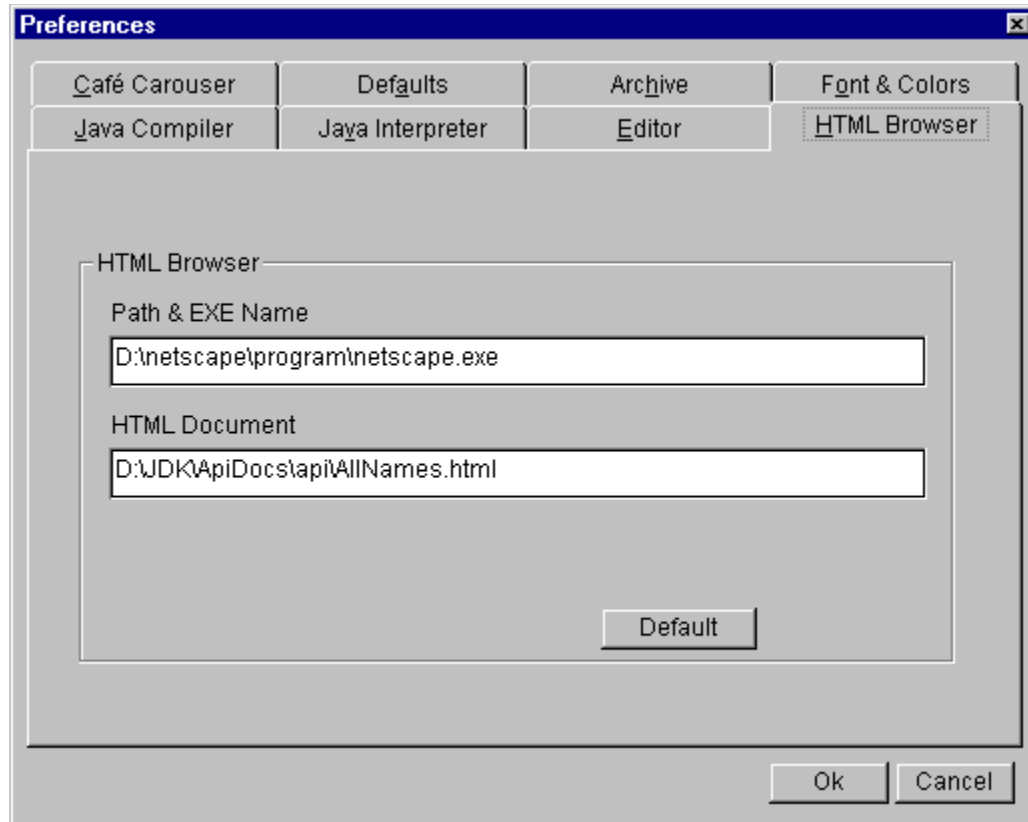 Preferences
Café Carouser Defaults Archive Font & Colors
Java Compiler Java Interpreter Editor HTML Browser
HTML Browser
Path & EXE Name
D:\netscape\program\netscape.exe
HTML Document
D:\JDK\ApiDocs\api\AllNames.html
Default
Ok Cancel